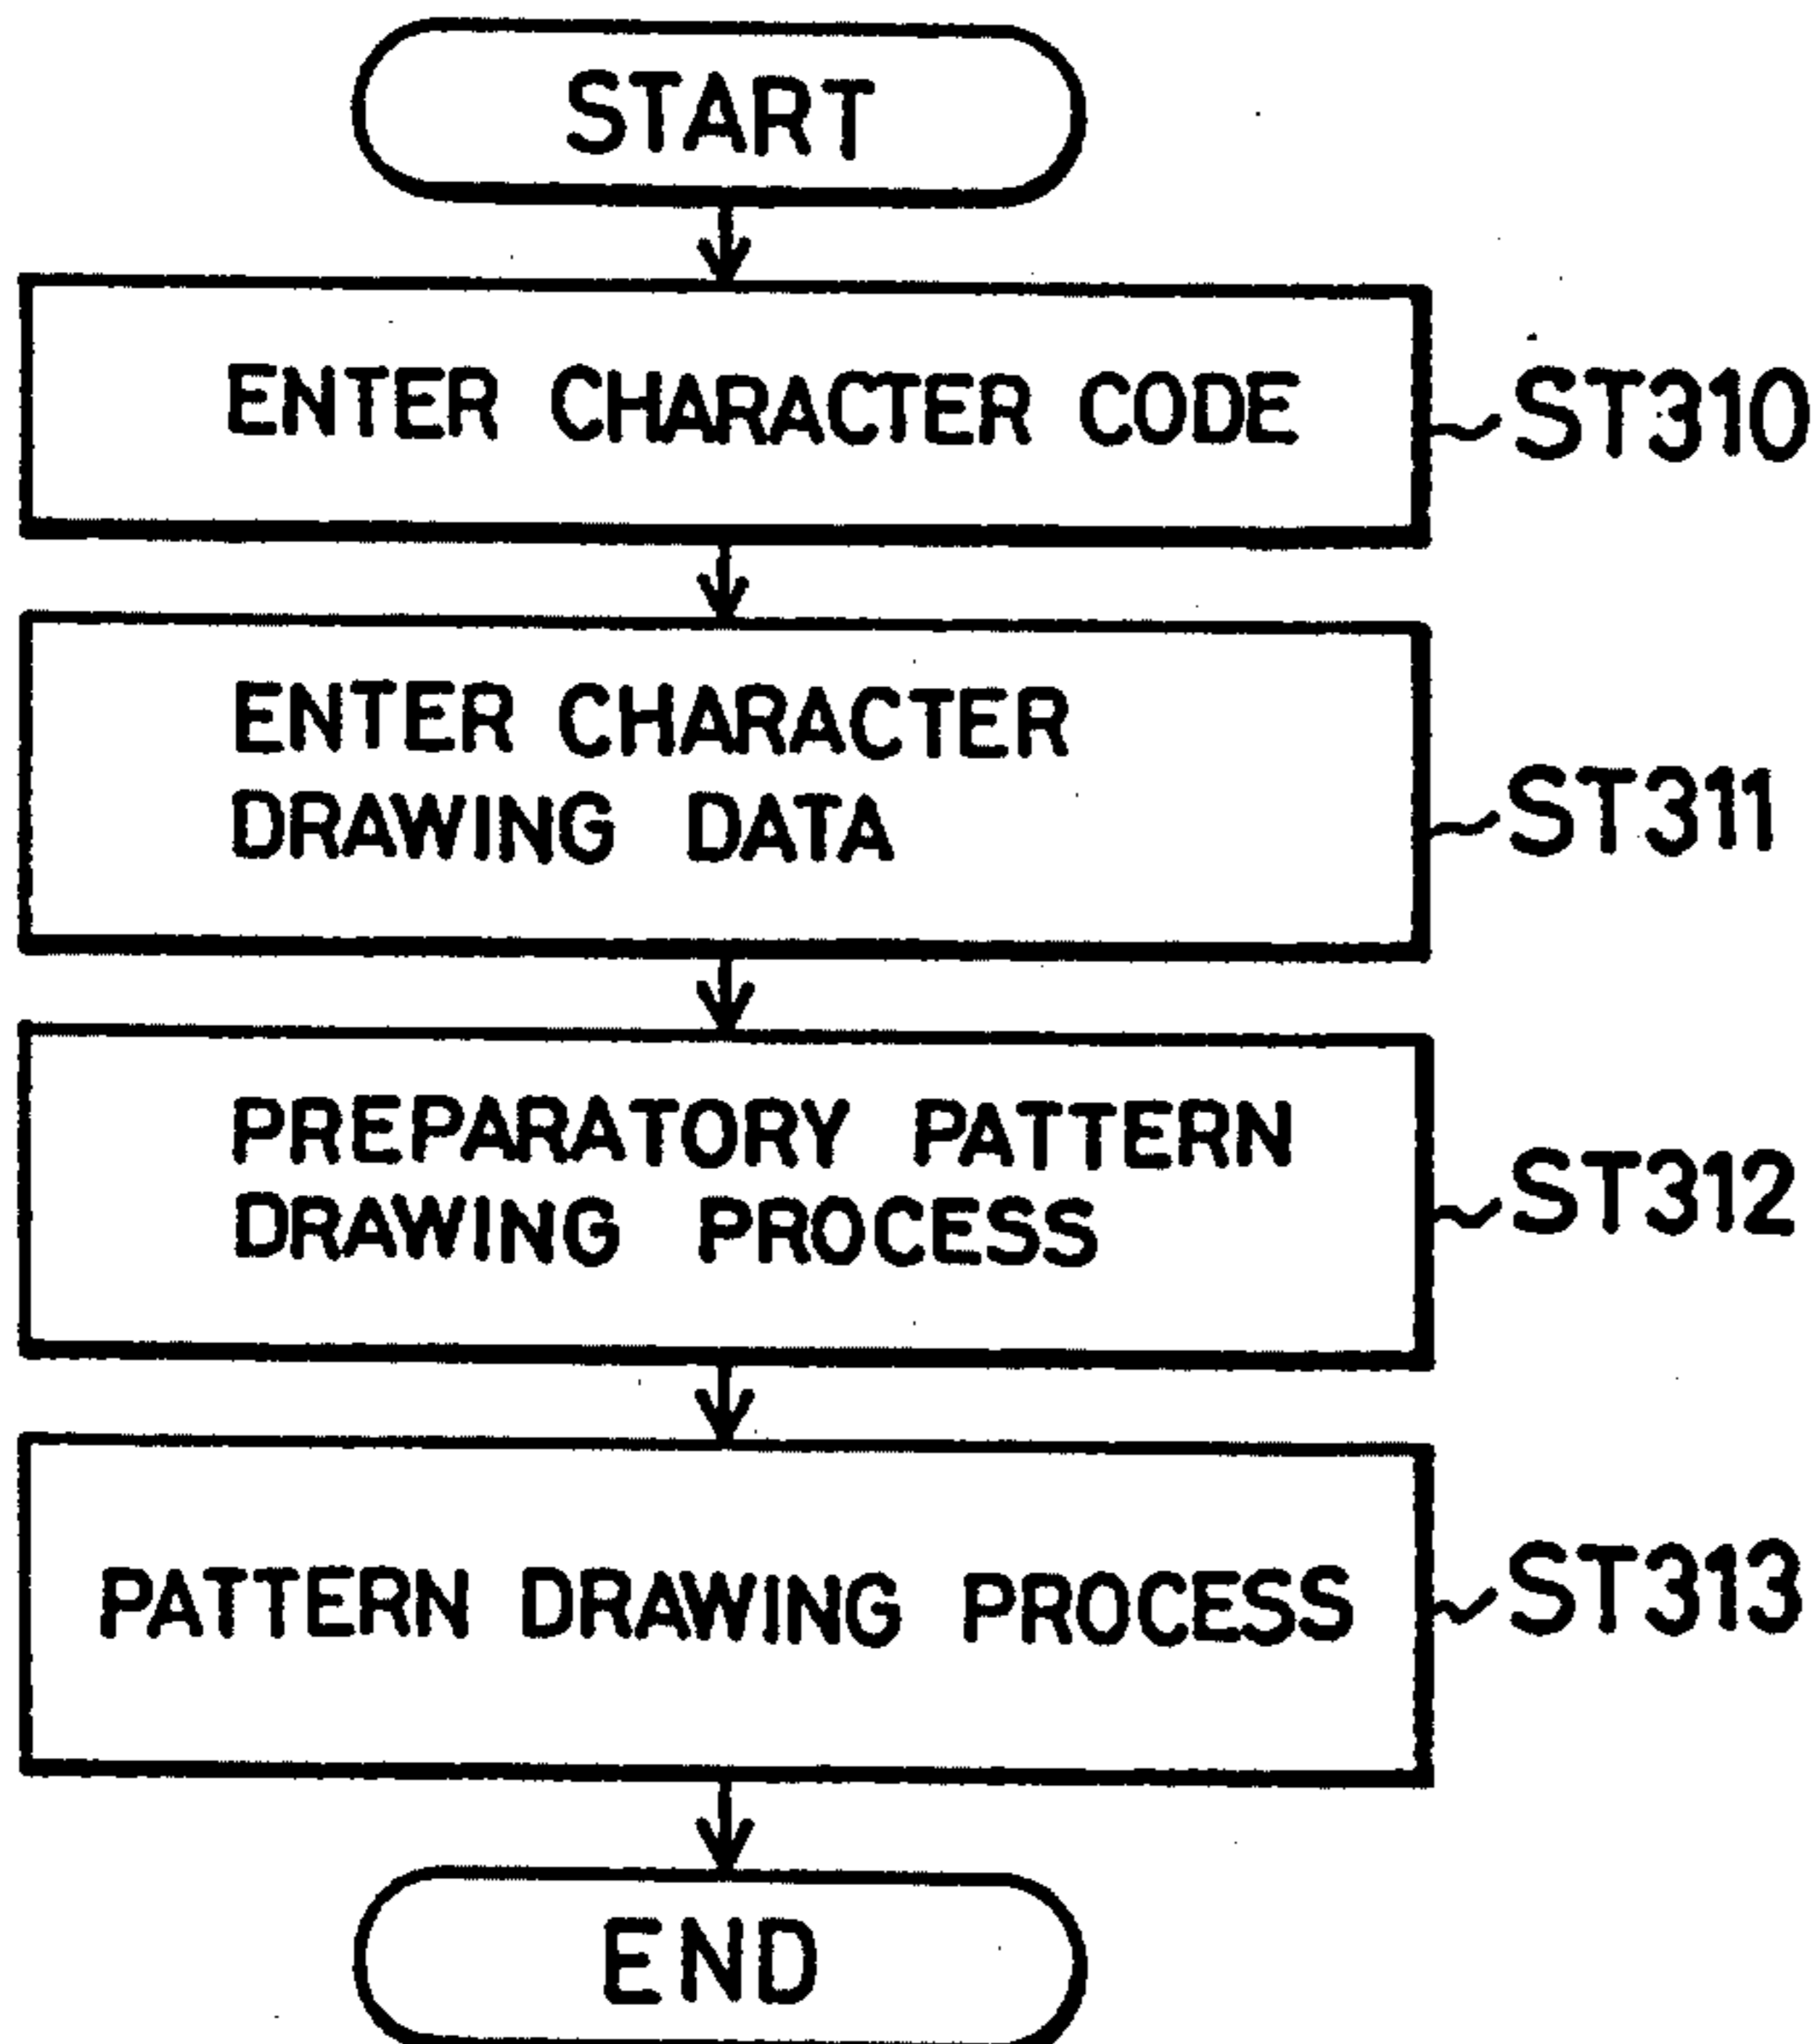 START
ENTER CHARACTER CODE
ST310
ENTER CHARACTER
DRAWING DATA
ST311
PREPARATORY PATTERN
DRAWING PROCESS
ST312
PATTERN DRAWING PROCESS
ST313
END